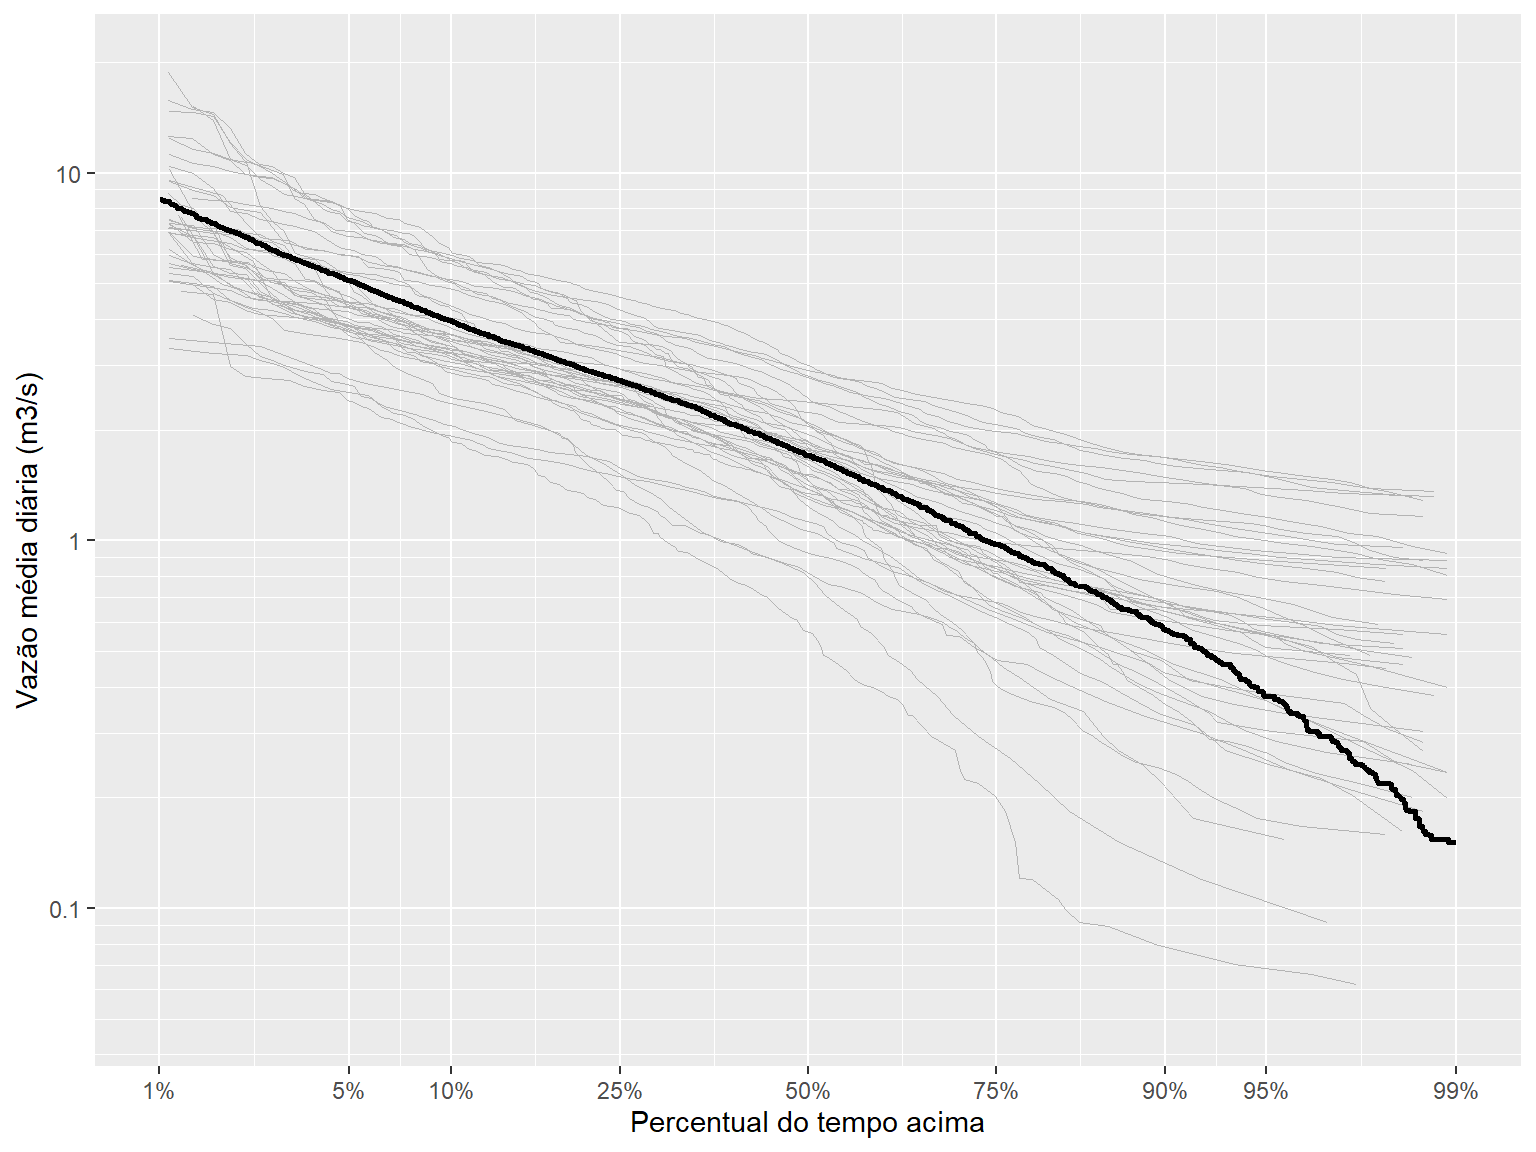 Vazão média diária (m3/s)
10
1
0.1
1% 5% 10% 25% 50% 75% 90% 95% 99%
Percentual do tempo acima